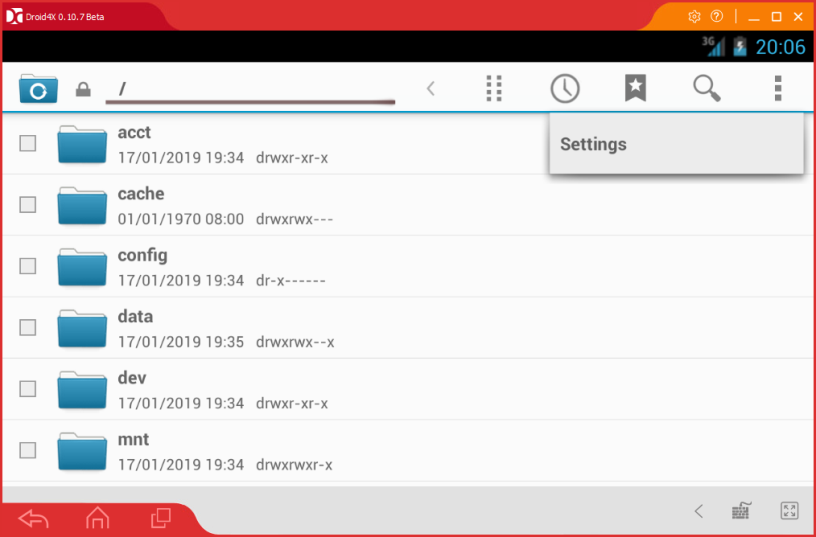 Droid4X 0.10.7 Beta
3G 20:06
/
Settings
acct
17/01/2019 19:34 drwxr-xr-x
cache
01/01/1970 08:00 drwxrwx---
config
17/01/2019 19:34 dr-x------
data
17/01/2019 19:35 drwxrwx--x
dev
17/01/2019 19:34 drwxr-xr-x
mnt
17/01/2019 19:34 drwxrwxr-x